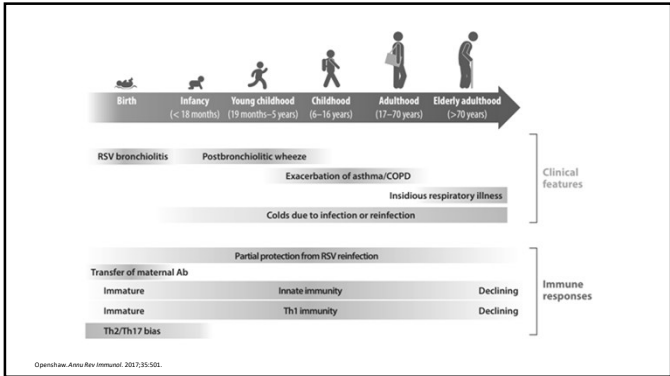 Birth
Infancy
(< 18 months)
Young childhood
(19 months–5 years)
Childhood
(6–16 years)
Adulthood
(17–70 years)
Elderly adulthood
(>70 years)
RSV bronchiolitis
Postbronchiolitic wheeze
Exacerbation of asthma/COPD
Insidious respiratory illness
Colds due to infection or reinfection
Clinical
features
Partial protection from RSV reinfection
Transfer of maternal Ab
Immature Innate immunity Declining
Immature Th1 immunity Declining
Th2/Th17 bias
Immune
responses
Openshaw. Annu Rev Immunol. 2017;35:501.